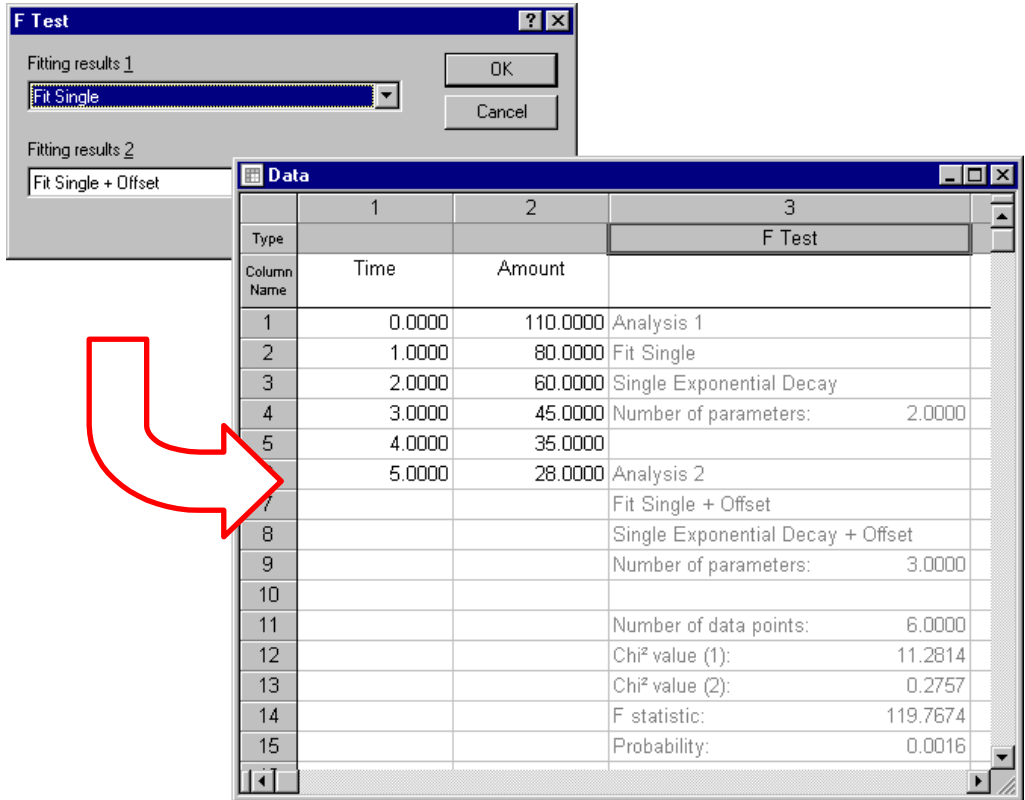 F Test
Fitting results 1
OK
Fit Single
Cancel
Fitting results 2
Fit Single + Offset
Data
1 2 3
Type F Test
Column Name Time Amount
1 0.0000 110.0000 Analysis 1
2 1.0000 80.0000 Fit Single
3 2.0000 60.0000 Single Exponential Decay
4 3.0000 45.0000 Number of parameters: 2.0000
5 4.0000 35.0000
5.0000 28.0000 Analysis 2
7 Fit Single + Offset
8 Single Exponential Decay + Offset
9 Number of parameters: 3.0000
10
11 Number of data points: 6.0000
12 Chi² value (1): 11.2814
13 Chi² value (2): 0.2757
14 F statistic: 119.7674
15 Probability: 0.0016